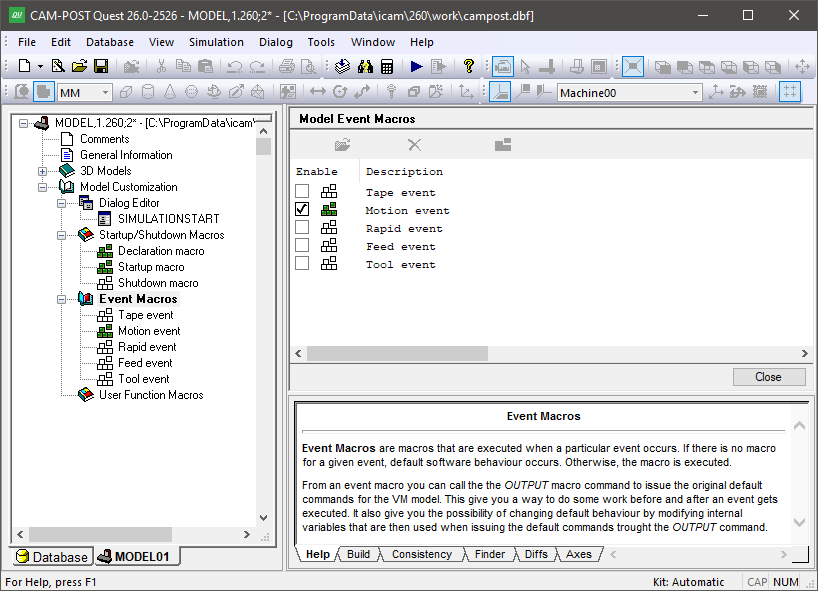 CAM-POST Quest 26.0-2526 - MODEL,1.260;2* - [C:\ProgramData\icam\260\work\campost.dbf]
File Edit Database View Simulation Dialog Tools Window Help
MM
Machine00
MODEL,1.260;2* - [C:\ProgramData\icam\
Comments
General Information
3D Models
Model Customization
Dialog Editor
SIMULATIONSTART
Startup/Shutdown Macros
Declaration macro
Startup macro
Shutdown macro
Event Macros
Tape event
Motion event
Rapid event
Feed event
Tool event
User Function Macros
Database MODEL01
Model Event Macros
Enable Description
Tape event
Motion event
Rapid event
Feed event
Tool event
Close
Event Macros
Event Macros are macros that are executed when a particular event occurs. If there is no macro
for a given event, default software behaviour occurs. Otherwise, the macro is executed.
From an event macro you can call the the OUTPUT macro command to issue the original default
commands for the VM model. This give you a way to do some work before and after an event gets
executed. It also give you the possibility of changing default behaviour by modifying internal
variables that are then used when issuing the default commands trought the OUTPUT command.
Help Build Consistency Finder Diffs Axes
For Help, press F1
Kit: Automatic CAP NUM